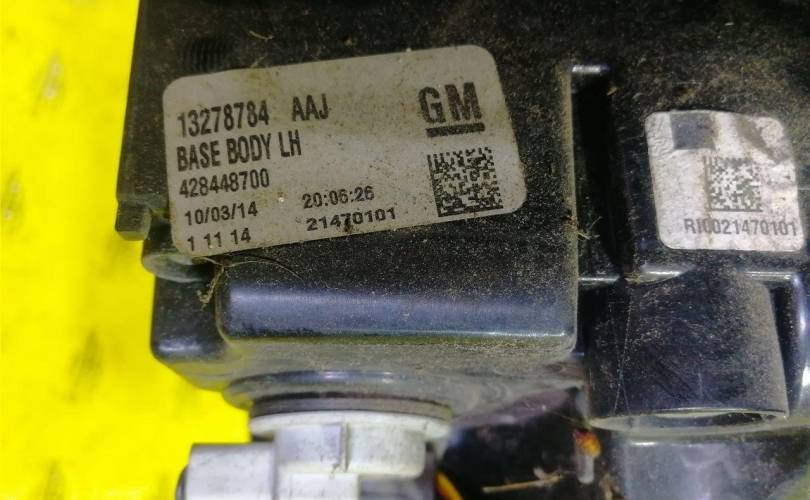 13278784 AAJ GM
BASE BODY LH
428448700
10/03/14 20:06:26
1 11 14 21470101
RI0021470101